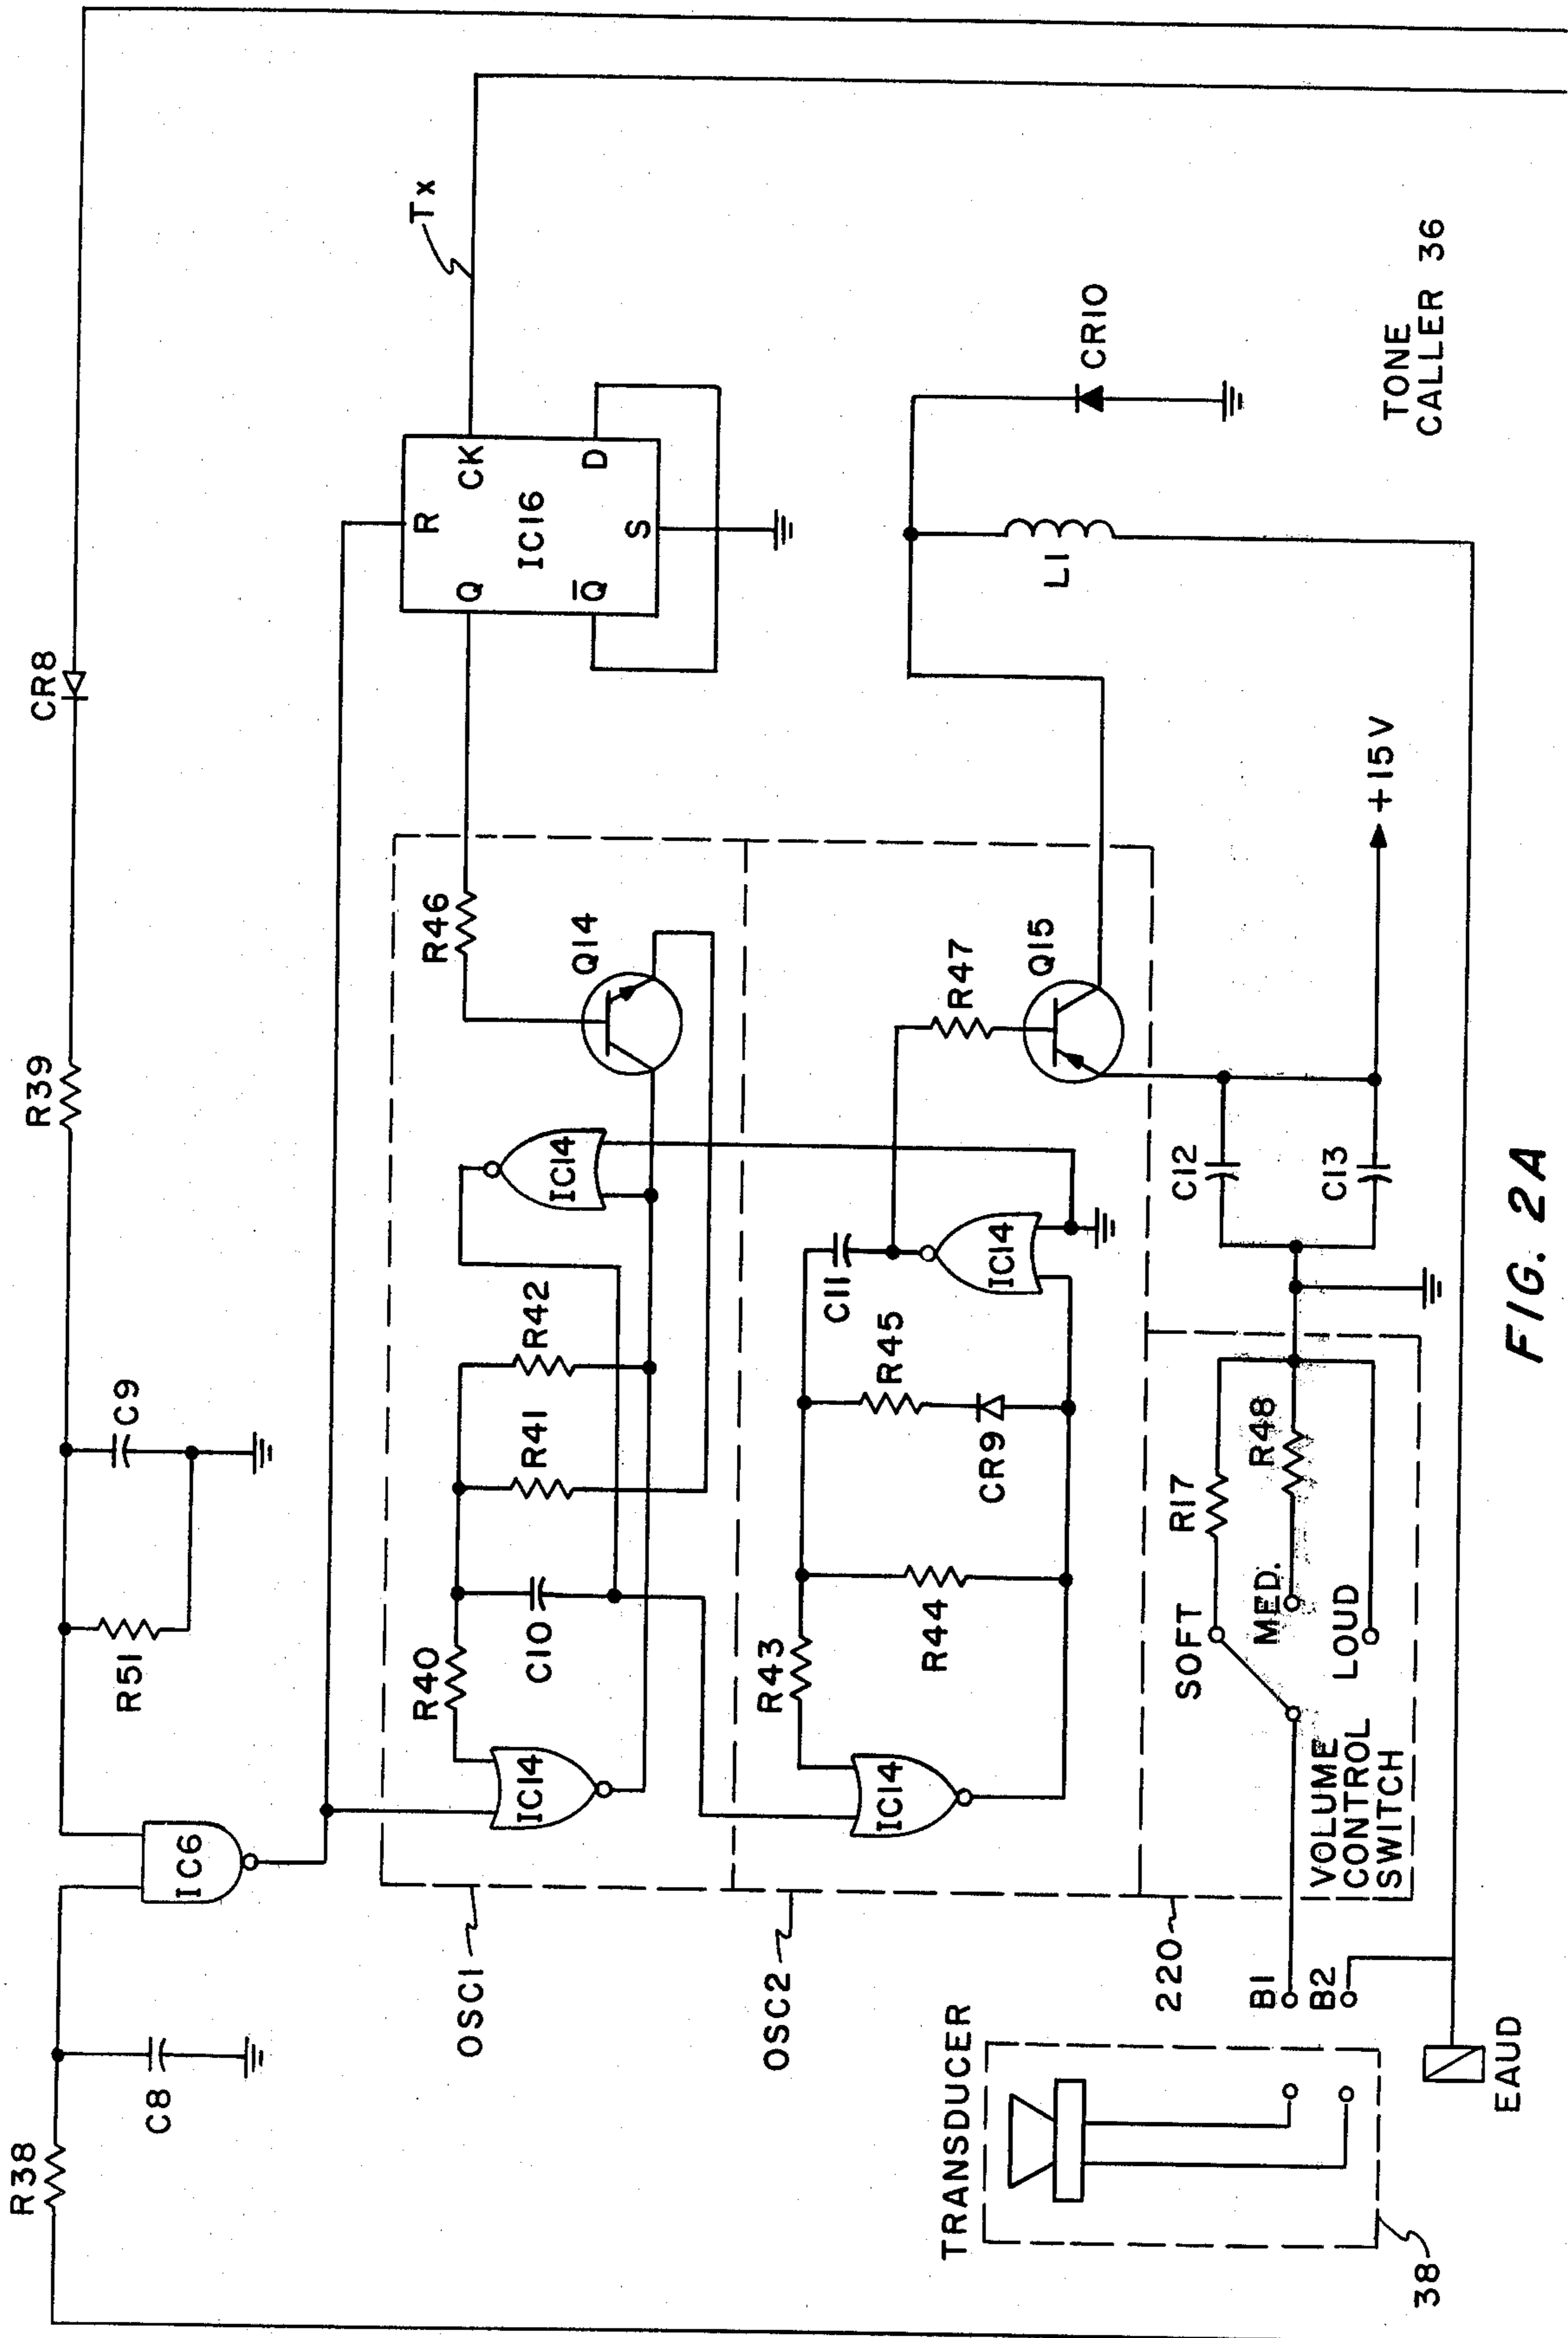 CR8
R39
C9
R51
IC6
R38
C8
Tx
R
CK
Q
IC16
Q̅
S
D
R46
Q14
IC14
R42
R41
C10
R40
IC14
OSC1
R47
Q15
IC14
C11
R45
CR9
R44
R43
IC14
OSC2
L1
CR10
TONE
CALLER 36
+15V
C12
C13
R17
R48
SOFT
MED.
LOUD
VOLUME
CONTROL
SWITCH
220
B1
B2
TRANSDUCER
38
EAUD
FIG. 2A